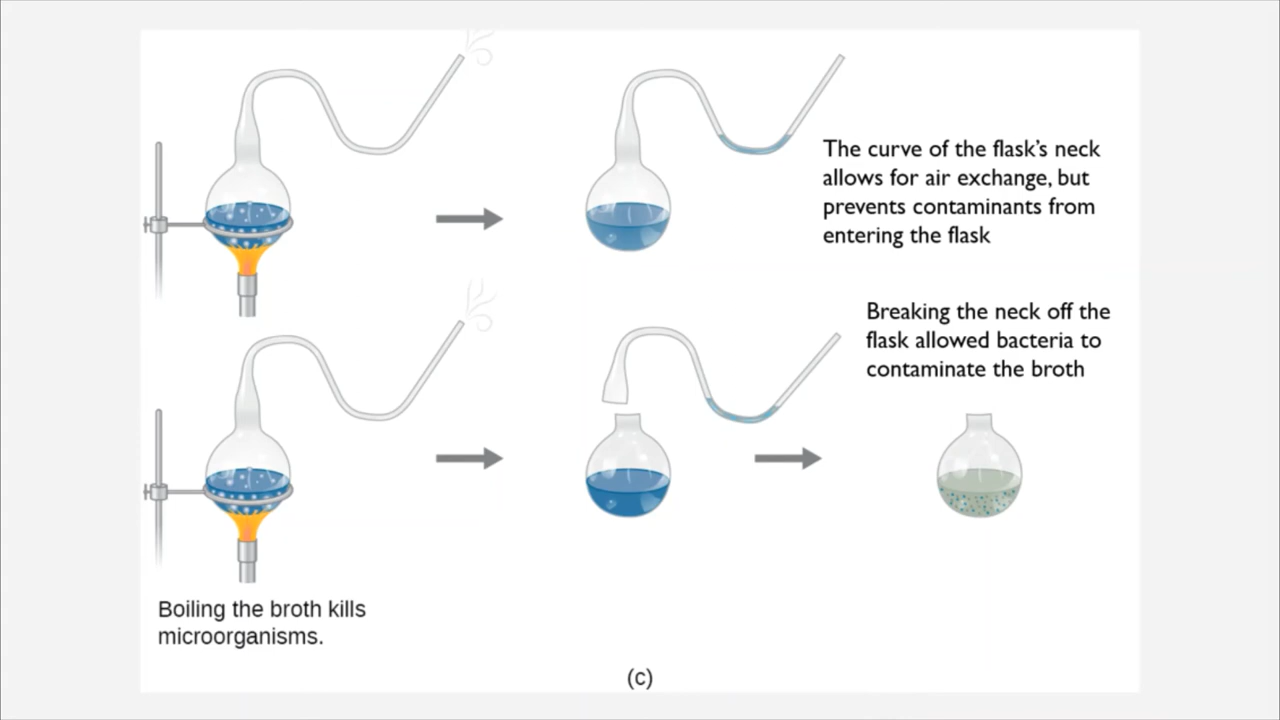 The curve of the flask's neck
allows for air exchange, but
prevents contaminants from
entering the flask
Breaking the neck off the
flask allowed bacteria to
contaminate the broth
Boiling the broth kills
microorganisms.
(c)